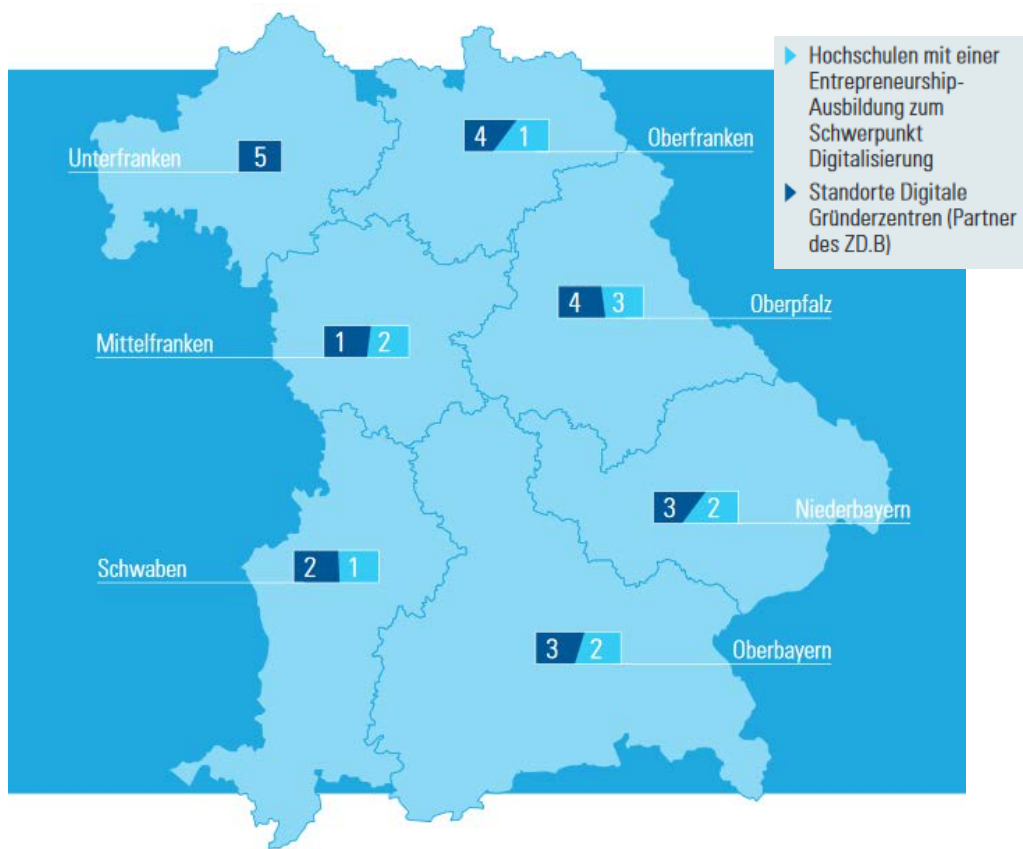 Hochschulen mit einer
Entrepreneurship-
Ausbildung zum
Schwerpunkt
Digitalisierung
Standorte Digitale
Gründerzentren (Partner
des ZD.B)
Unterfranken 5
4 1 Oberfranken
4 3 Oberpfalz
Mittelfranken 1 2
3 2 Niederbayern
Schwaben 2 1
3 2 Oberbayern